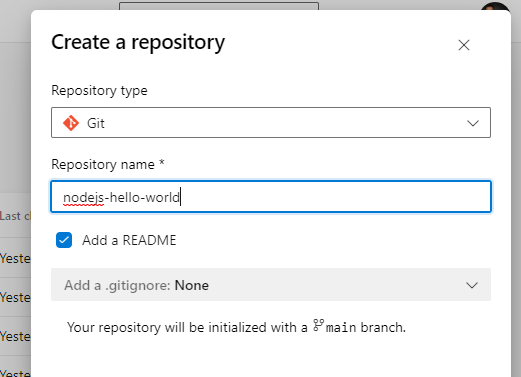 Create a repository
Repository type
Git
Repository name *
nodejs-hello-world
Add a README
Last c
Add a .gitignore: None
Yeste
Yeste
Your repository will be initialized with a main branch.
Yeste
Yeste